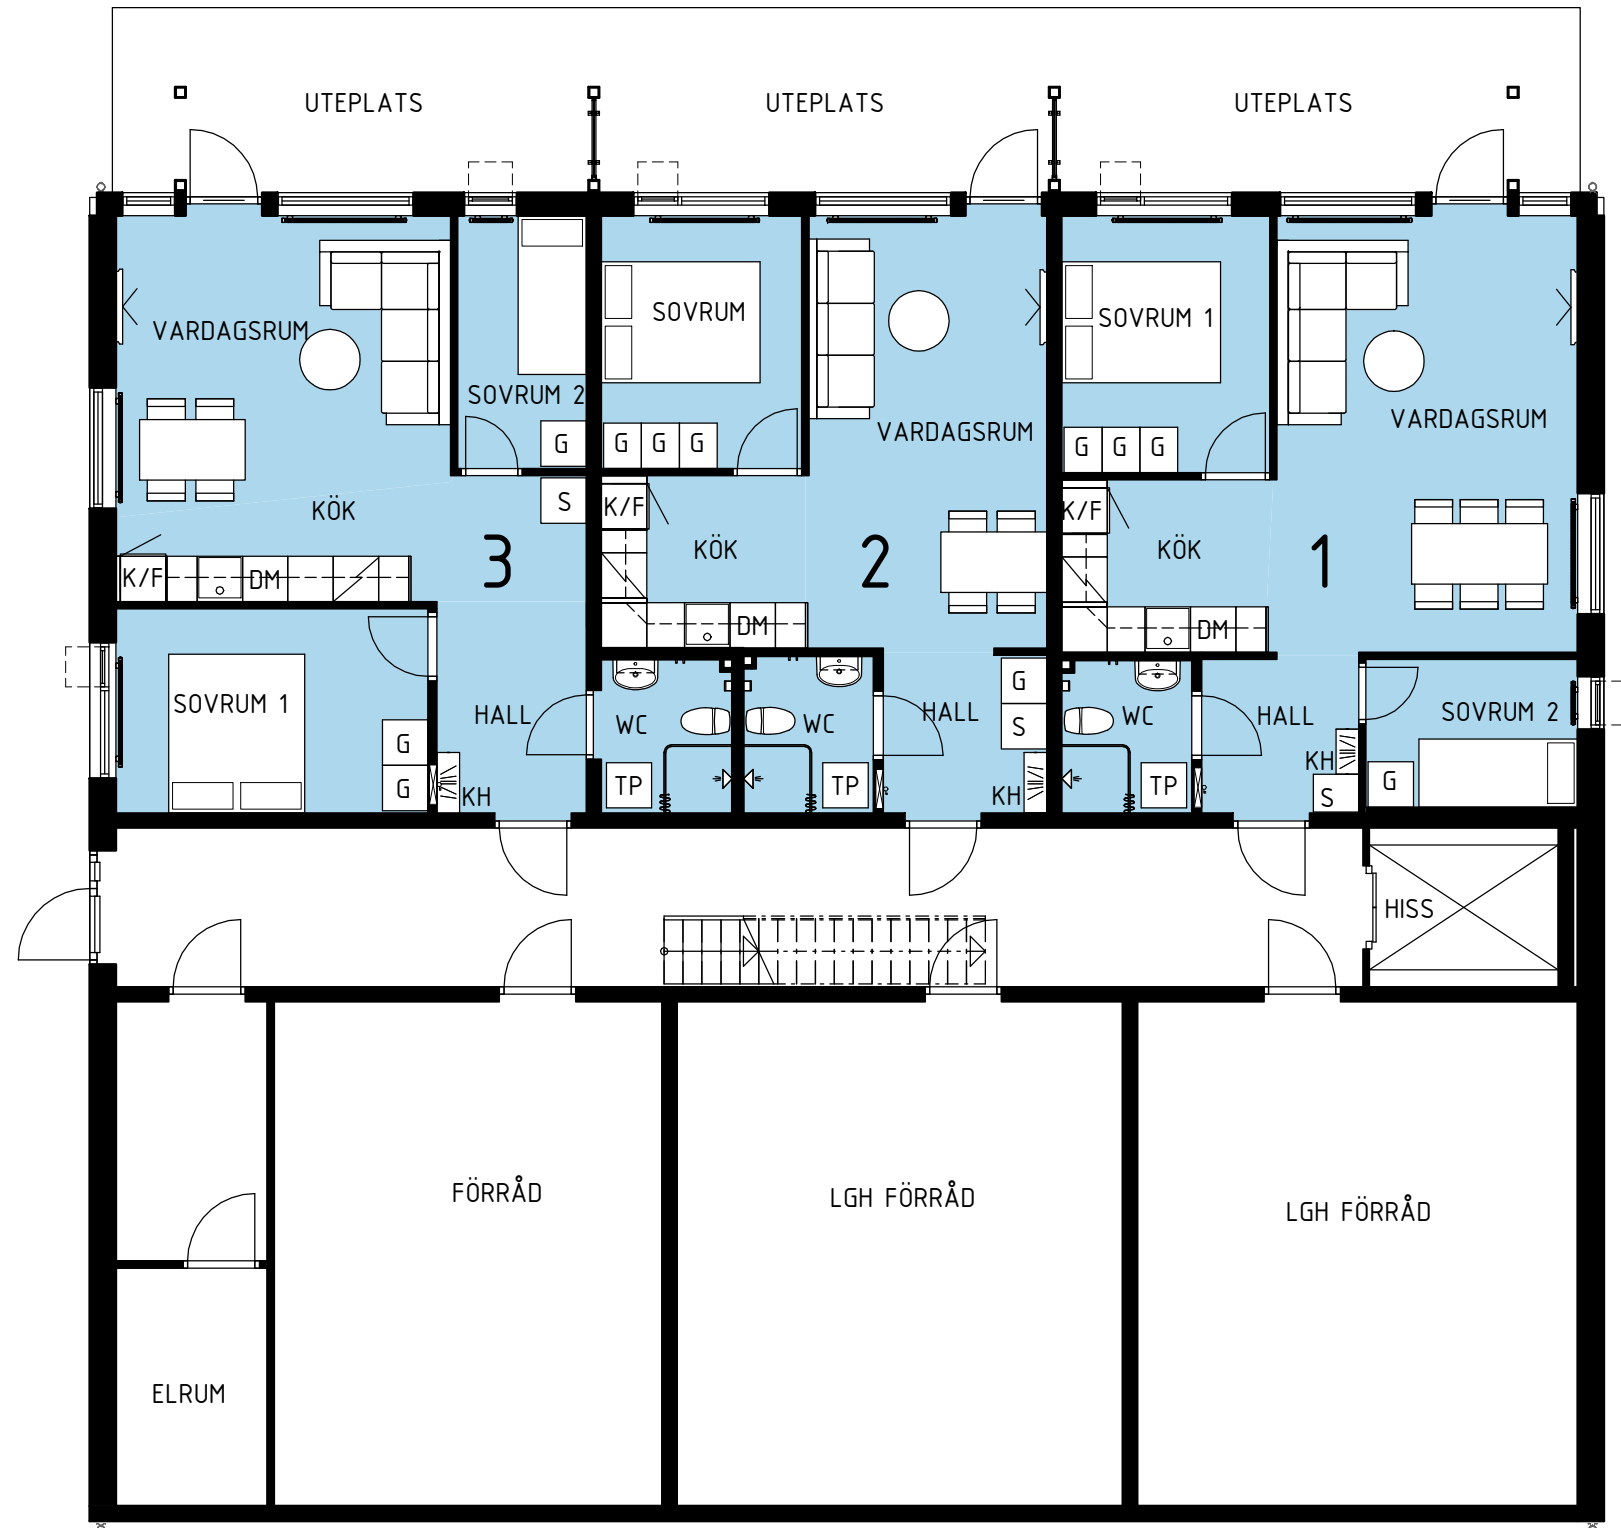 UTEPLATS
UTEPLATS
UTEPLATS
VARDAGSRUM
SOVRUM 2
G
KÖK
S
K/F
DM
3
SOVRUM 1
G
G
HALL
KH
WC
TP
SOVRUM
G G G
VARDAGSRUM
K/F
KÖK
2
DM
WC
TP
HALL
G
S
KH
SOVRUM 1
G G G
VARDAGSRUM
K/F
KÖK
1
DM
WC
TP
HALL
KH
S
SOVRUM 2
G
HISS
FÖRRÅD
LGH FÖRRÅD
LGH FÖRRÅD
ELRUM